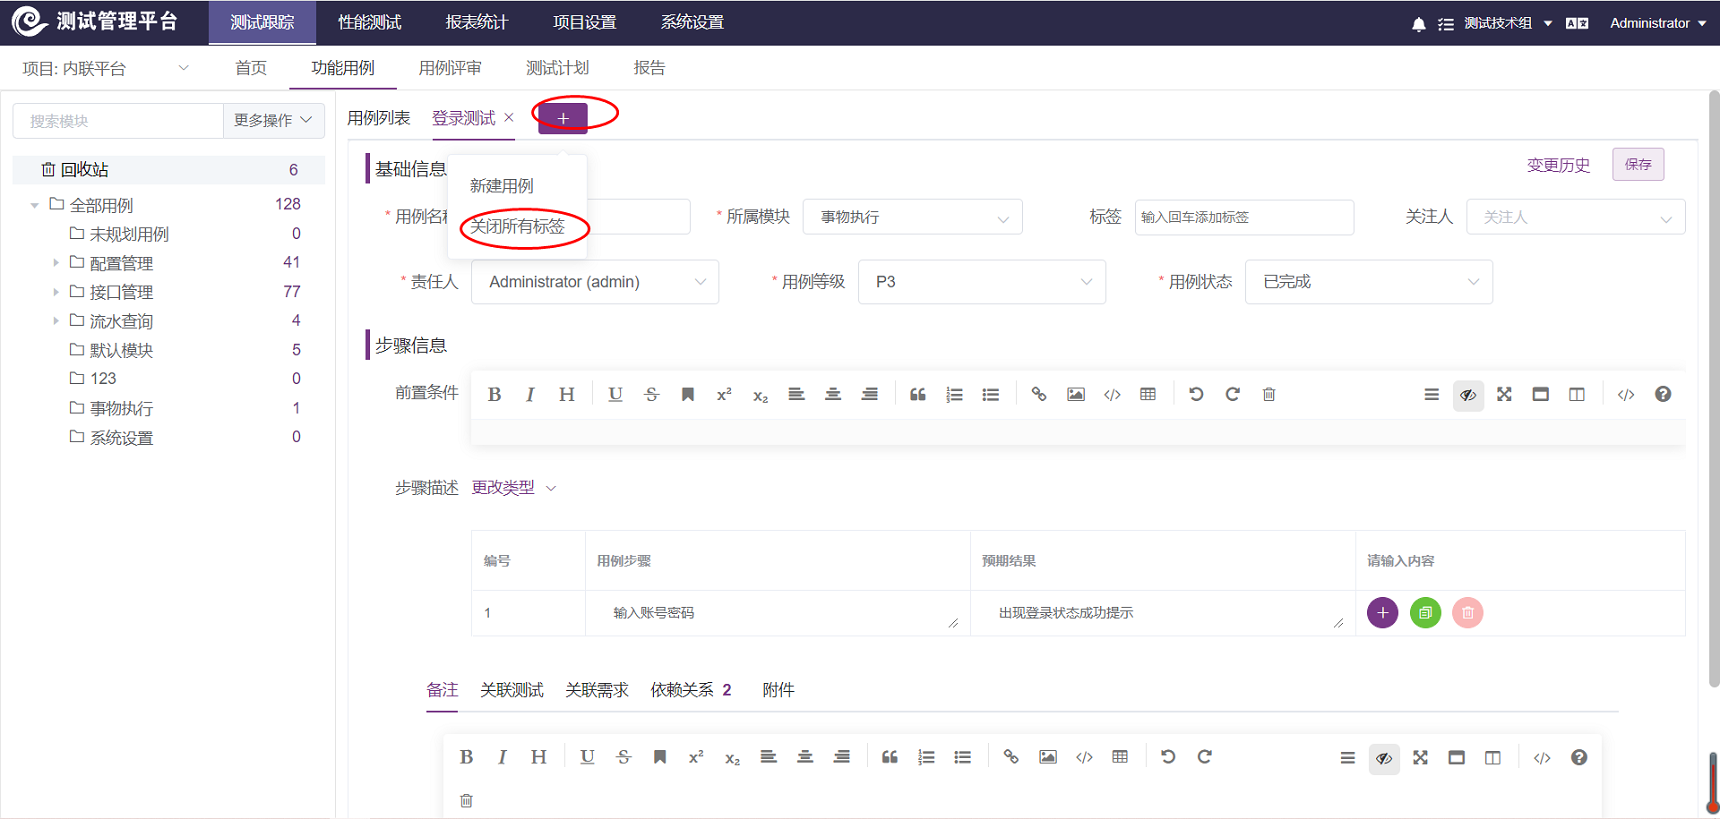 测试管理平台 测试跟踪 性能测试 报表统计 项目设置 系统设置 测试技术组 Administrator
项目: 内联平台 首页 功能用例 用例评审 测试计划 报告
搜索模块 更多操作
回收站 6
全部用例 128
未规划用例 0
配置管理 41
接口管理 77
流水查询 4
默认模块 5
123 0
事物执行 1
系统设置 0
用例列表 登录测试 × +
基础信息 变更历史 保存
新建用例
关闭所有标签
* 用例名称 * 所属模块 事物执行 标签 输入回车添加标签 关注人 关注人
* 责任人 Administrator (admin) * 用例等级 P3 * 用例状态 已完成
步骤信息
前置条件 B I H U S x² x₂
步骤描述 更改类型
编号 用例步骤 预期结果 请输入内容
1 输入账号密码 出现登录状态成功提示
备注 关联测试 关联需求 依赖关系 2 附件
B I H U S x² x₂